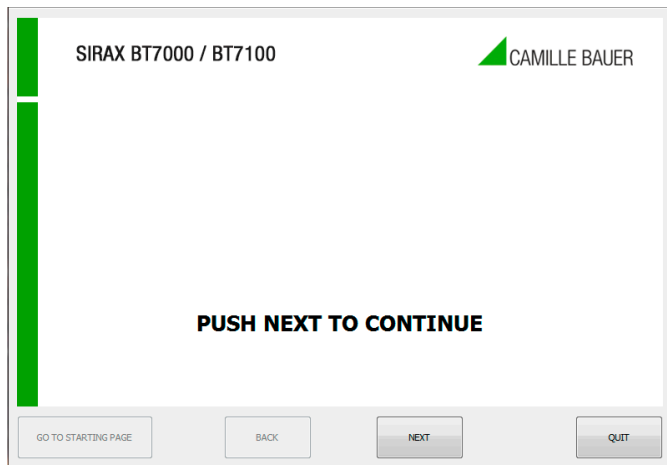 SIRAX BT7000 / BT7100
CAMILLE BAUER
PUSH NEXT TO CONTINUE
GO TO STARTING PAGE
BACK
NEXT
QUIT